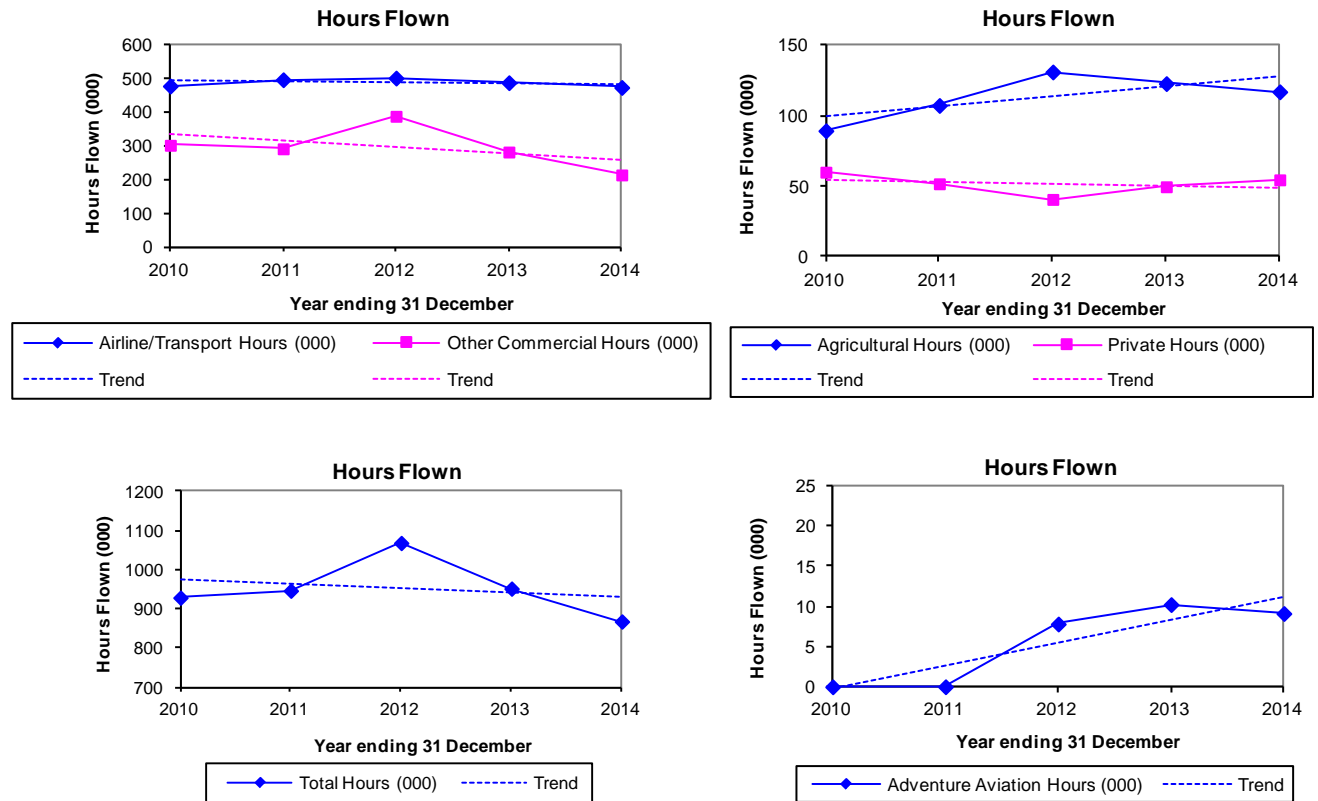 Hours Flown
600
500
400
300
200
100
0
Hours Flown (000)
2010 2011 2012 2013 2014
Year ending 31 December
Airline/Transport Hours (000) Other Commercial Hours (000)
Trend Trend
Hours Flown
150
100
50
0
Hours Flown (000)
2010 2011 2012 2013 2014
Year ending 31 December
Agricultural Hours (000) Private Hours (000)
Trend Trend
Hours Flown
1200
1100
1000
900
800
700
Hours Flown (000)
2010 2011 2012 2013 2014
Year ending 31 December
Total Hours (000) Trend
Hours Flown
25
20
15
10
5
0
Hours Flown (000)
2010 2011 2012 2013 2014
Year ending 31 December
Adventure Aviation Hours (000) Trend